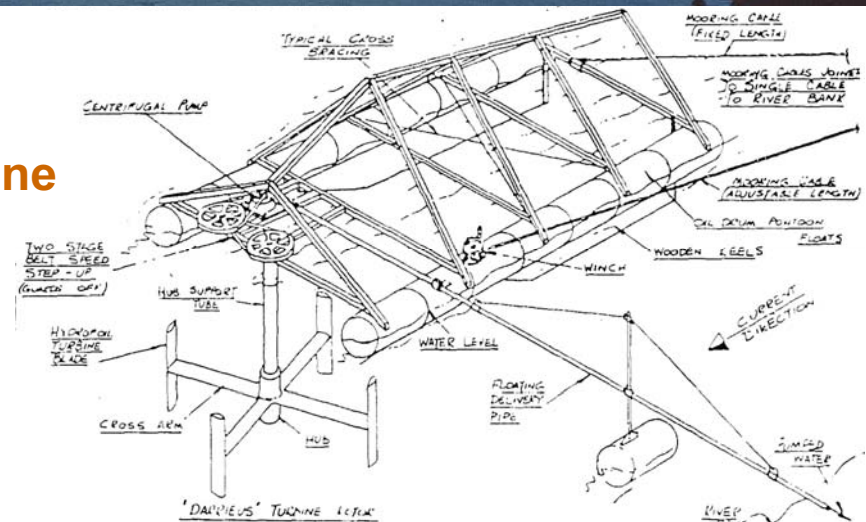 ne
TYPICAL CROSS
BRACING
MOORING CABLE
(FIXED LENGTH)
MOORING CABLES JOINED
TO SINGLE CABLE
TO RIVER BANK
CENTRIFUGAL PUMP
MOORING CABLE
(ADJUSTABLE LENGTH)
OIL DRUM PONTOON
FLOATS
WOODEN KEELS
WINCH
TWO STAGE
BELT SPEED
STEP-UP
(GUARDS OFF)
HUB SUPPORT
TUBE
HYDROFOIL
TURBINE
BLADE
CURRENT
DIRECTION
WATER LEVEL
FLOATING
DELIVERY
PIPE
CROSS ARM
HUB
PUMPED
WATER
'DARRIEUS' TURBINE ROTOR
RIVER